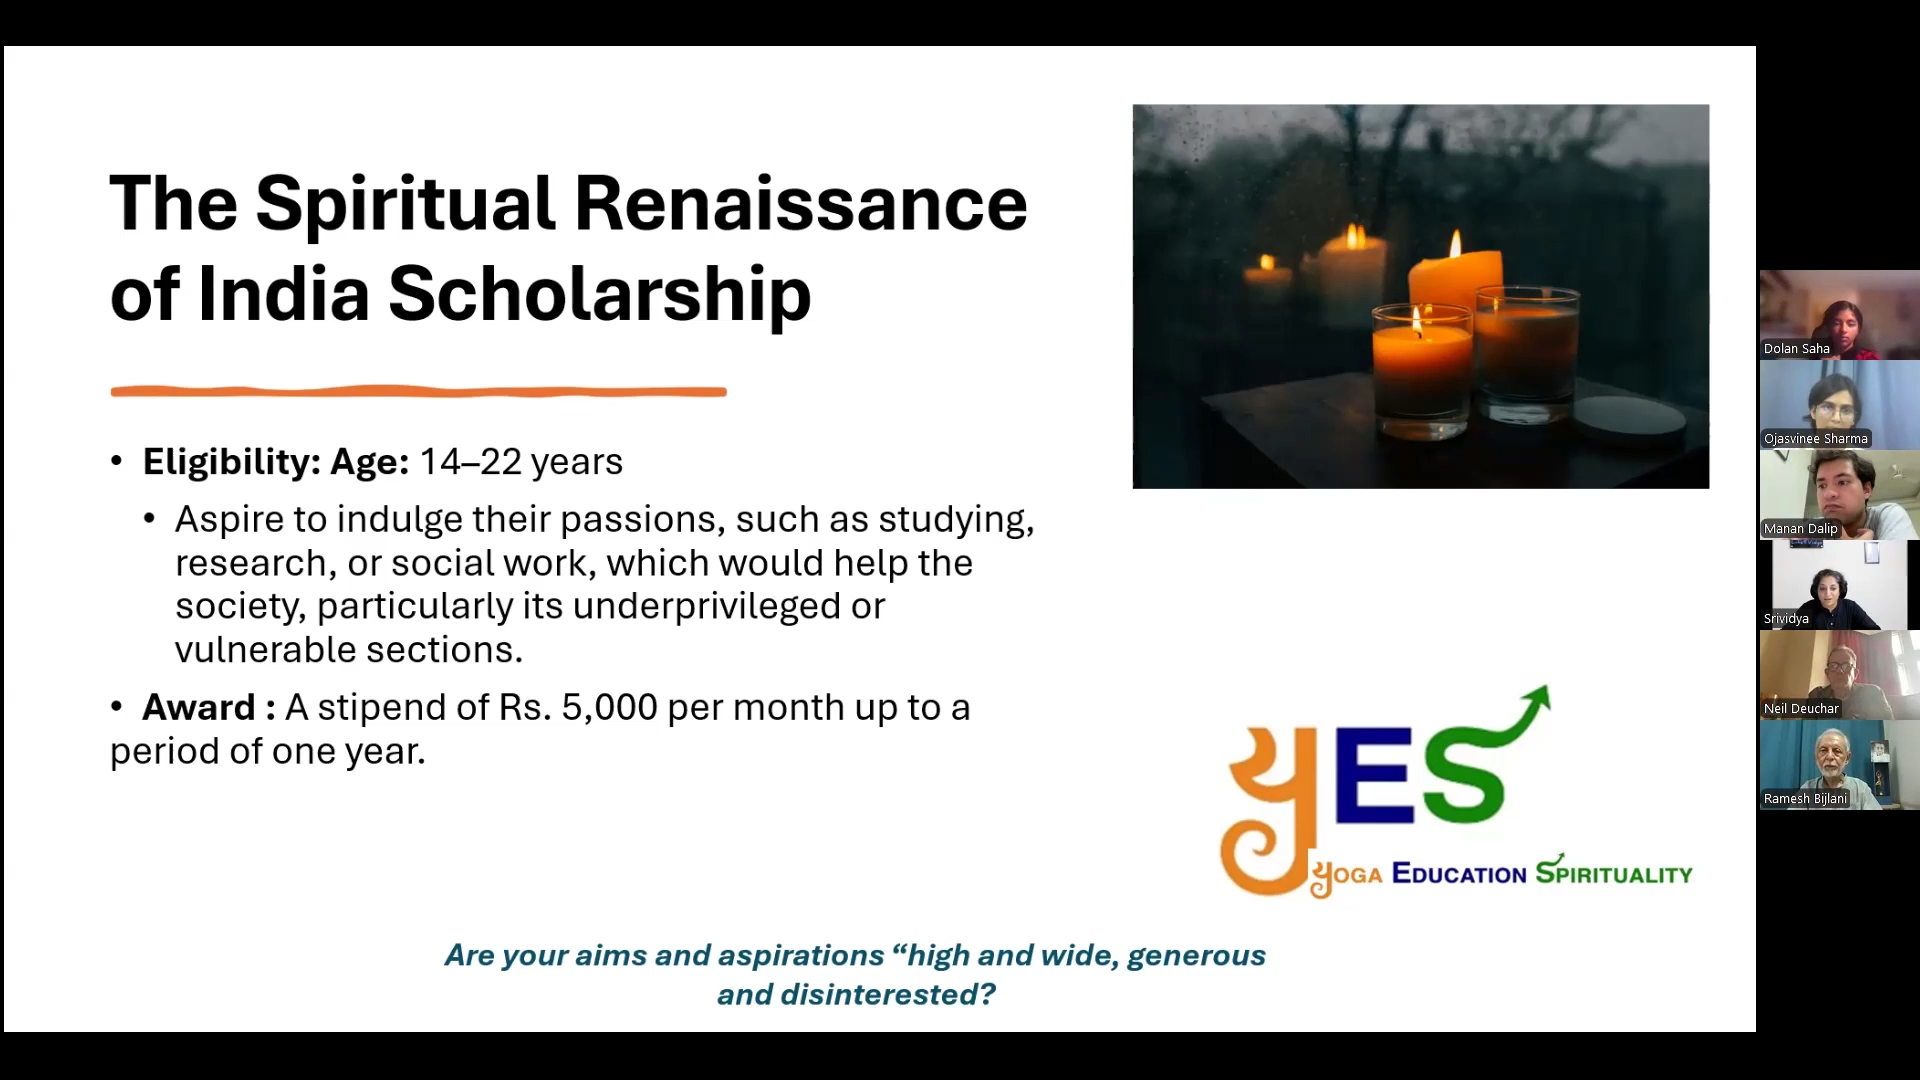 The Spiritual Renaissance
of India Scholarship
• Eligibility: Age: 14–22 years
• Aspire to indulge their passions, such as studying,
research, or social work, which would help the
society, particularly its underprivileged or
vulnerable sections.
• Award : A stipend of Rs. 5,000 per month up to a
period of one year.
યES
યOGA EDUCATION SPIRITUALITY
Are your aims and aspirations “high and wide, generous
and disinterested?
Dolan Saha
Ojasvinee Sharma
Manan Dalip
Srividya
Neil Deuchar
Ramesh Bijlani